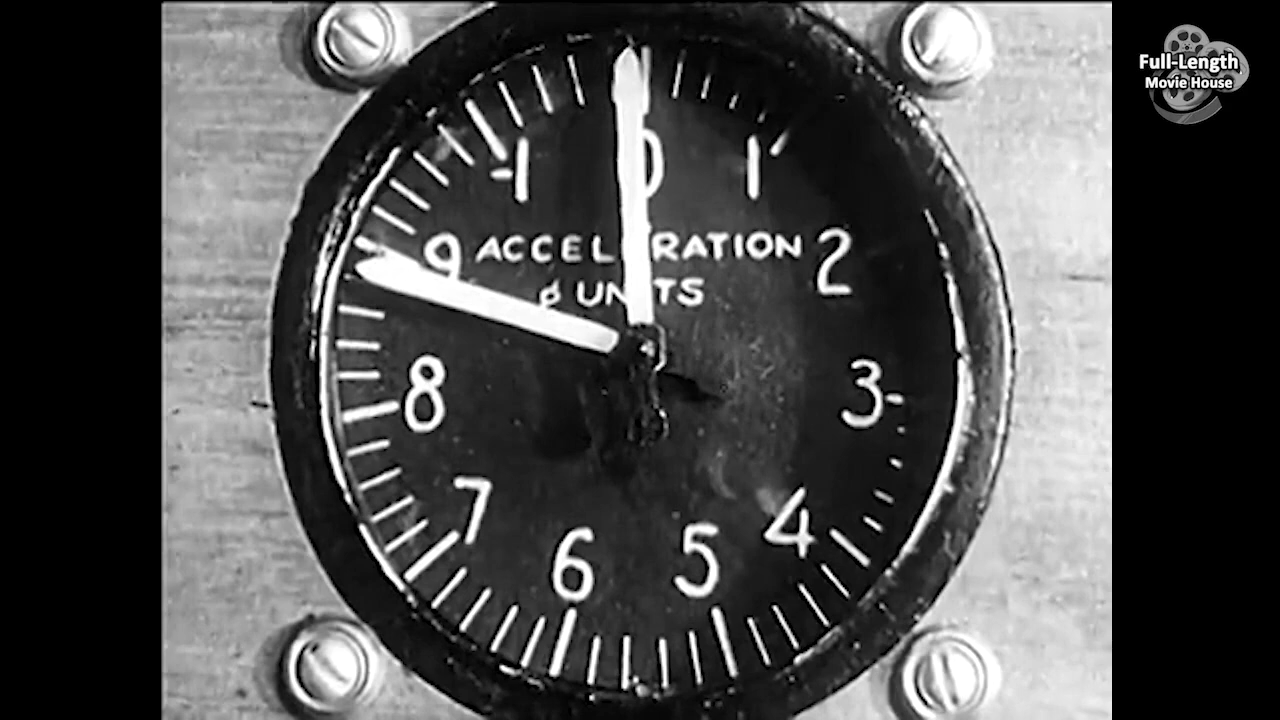 0
-1 1
ACCELERATION
9 2
g UNITS
8 3
7 4
6 5
Full-Length
Movie House